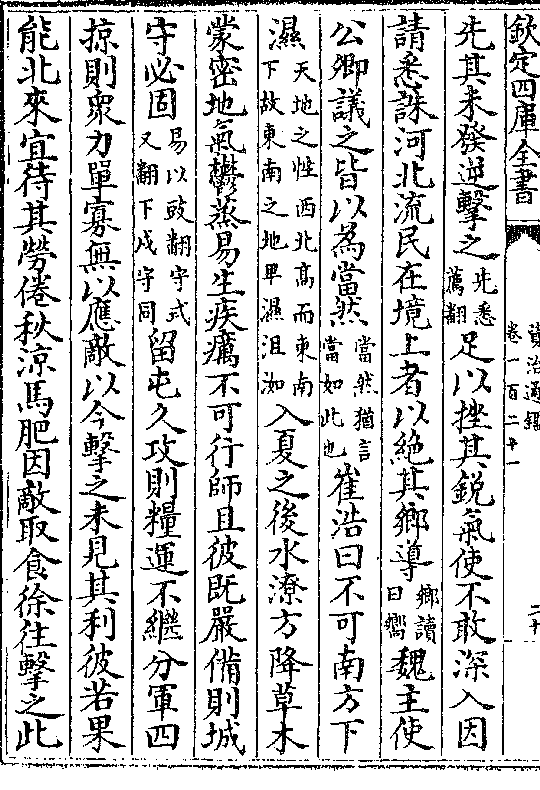 欽定四庫全書
資治通鑑
卷一百二十一
二十
先其未發逆擊之先悉薦翻足以挫其銳氣使不敢深入因
請悉誅河北流民在境上者以絶其鄉導鄉讀曰嚮魏主使
公卿議之皆以為當然當然猶言當如此也崔浩曰不可南方下
濕天地之性西北高而東南下故東南之地卑濕沮洳入夏之後水潦方降草木
蒙密地氣鬱蒸易生疾癘不可行師且彼既嚴備則城
守必固易以豉翻守式又翻下戍守同留屯久攻則糧運不繼分軍四
掠則衆力單寡無以應敵以今擊之未見其利彼若果
能北來宜待其勞倦秋涼馬肥因敵取食徐往擊之此